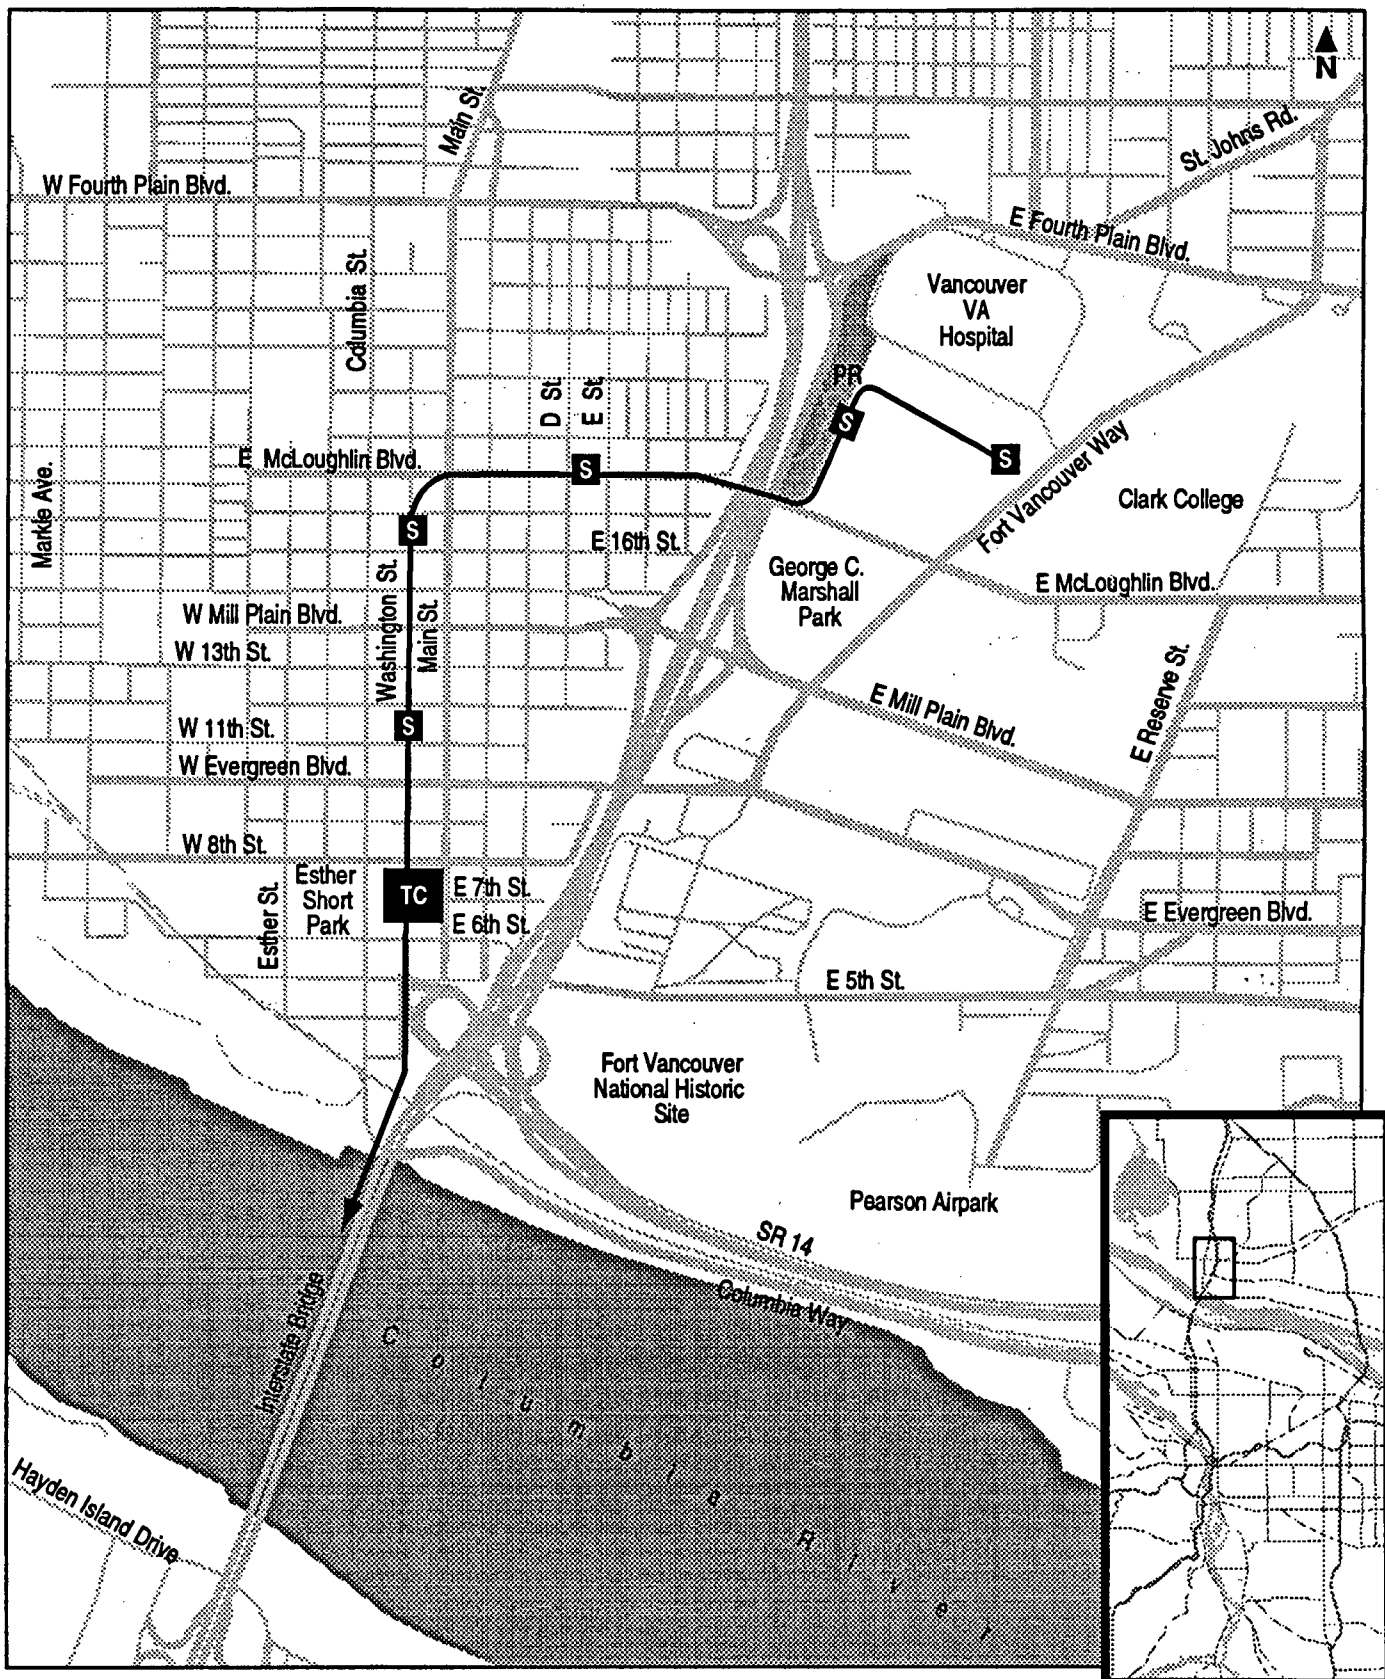 N
Main St.
St. Johns Rd.
W Fourth Plain Blvd.
E Fourth Plain Blvd.
Columbia St.
Vancouver
VA
Hospital
PR
D St.
E St.
S
S
S
E McLoughlin Blvd.
Markle Ave.
Fort Vancouver Way
Clark College
S
E 16th St.
George C.
Marshall
Park
E McLoughlin Blvd.
Washington St.
Main St.
W Mill Plain Blvd.
W 13th St.
E Reserve St.
E Mill Plain Blvd.
W 11th St.
S
W Evergreen Blvd.
W 8th St.
Esther St.
Esther
Short
Park
TC
E 7th St.
E 6th St.
E Evergreen Blvd.
E 5th St.
Fort Vancouver
National Historic
Site
Pearson Airpark
SR 14
Columbia Way
Interstate Bridge
Columbia River
Hayden Island Drive